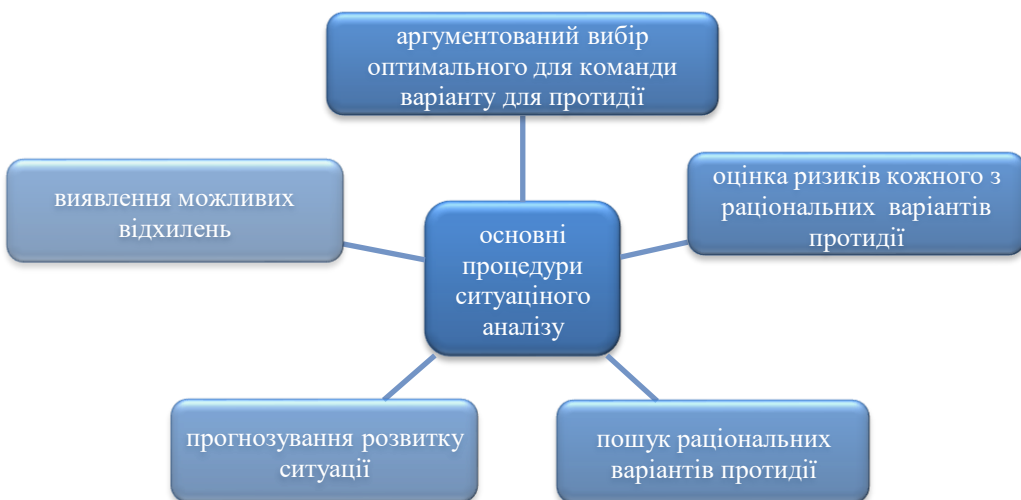 аргументований вибір
оптимального для команди
варіанту для протидії
виявлення можливих
відхилень
оцінка ризиків кожного з
раціональних варіантів
протидії
основні
процедури
ситуаціного
аналізу
прогнозування розвитку
ситуації
пошук раціональних
варіантів протидії